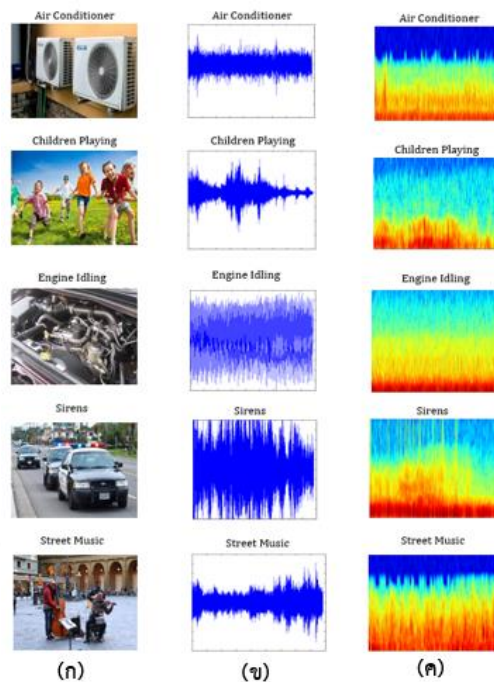 Air Conditioner Air Conditioner Air Conditioner
Children Playing Children Playing Children Playing
Engine Idling Engine Idling Engine Idling
Sirens Sirens Sirens
Street Music Street Music Street Music
(ก) (ข) (ค)